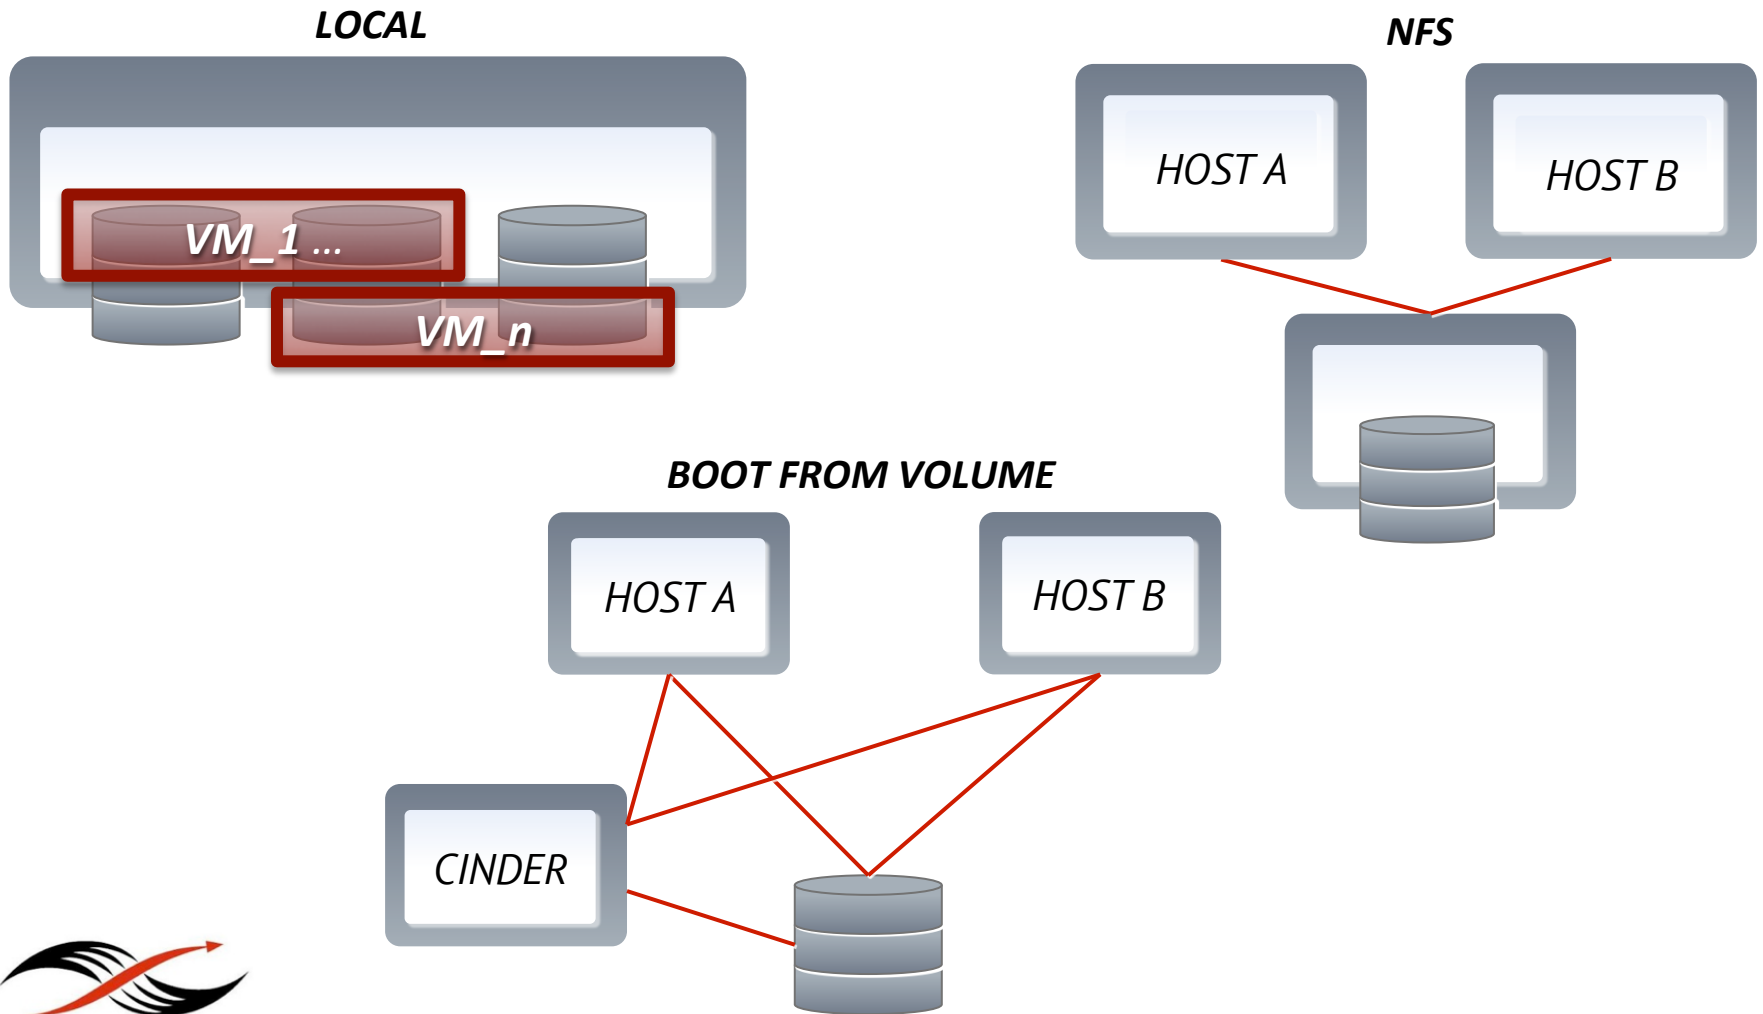 LOCAL
NFS
HOST A
HOST B
VM_1 ...
VM_n
BOOT FROM VOLUME
HOST A
HOST B
CINDER